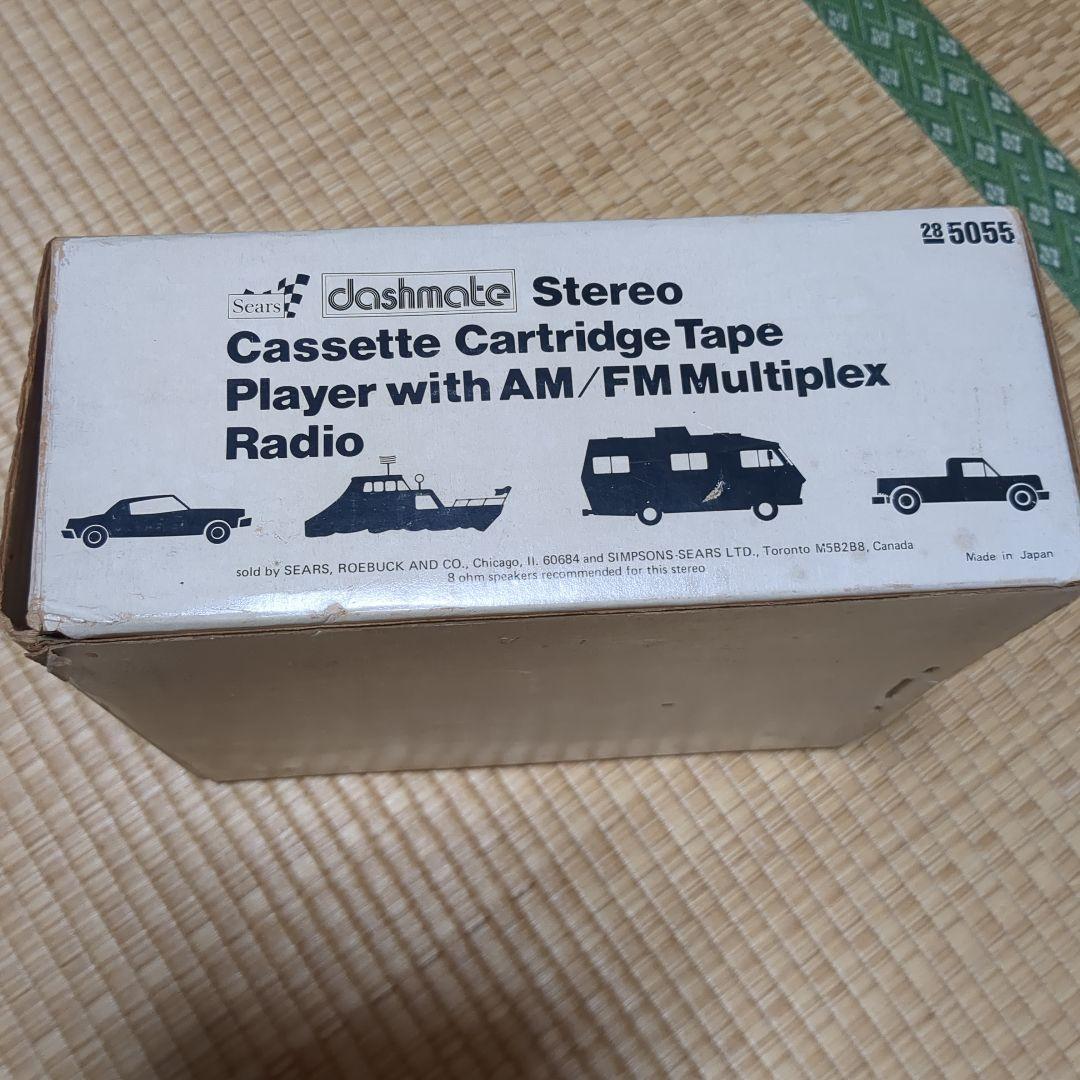 28 5055
Sears dashmate Stereo
Cassette Cartridge Tape
Player with AM/FM Multiplex
Radio
sold by SEARS, ROEBUCK AND CO., Chicago, Il. 60684 and SIMPSONS-SEARS LTD., Toronto M5B2B8, Canada
8 ohm speakers recommended for this stereo
Made in Japan